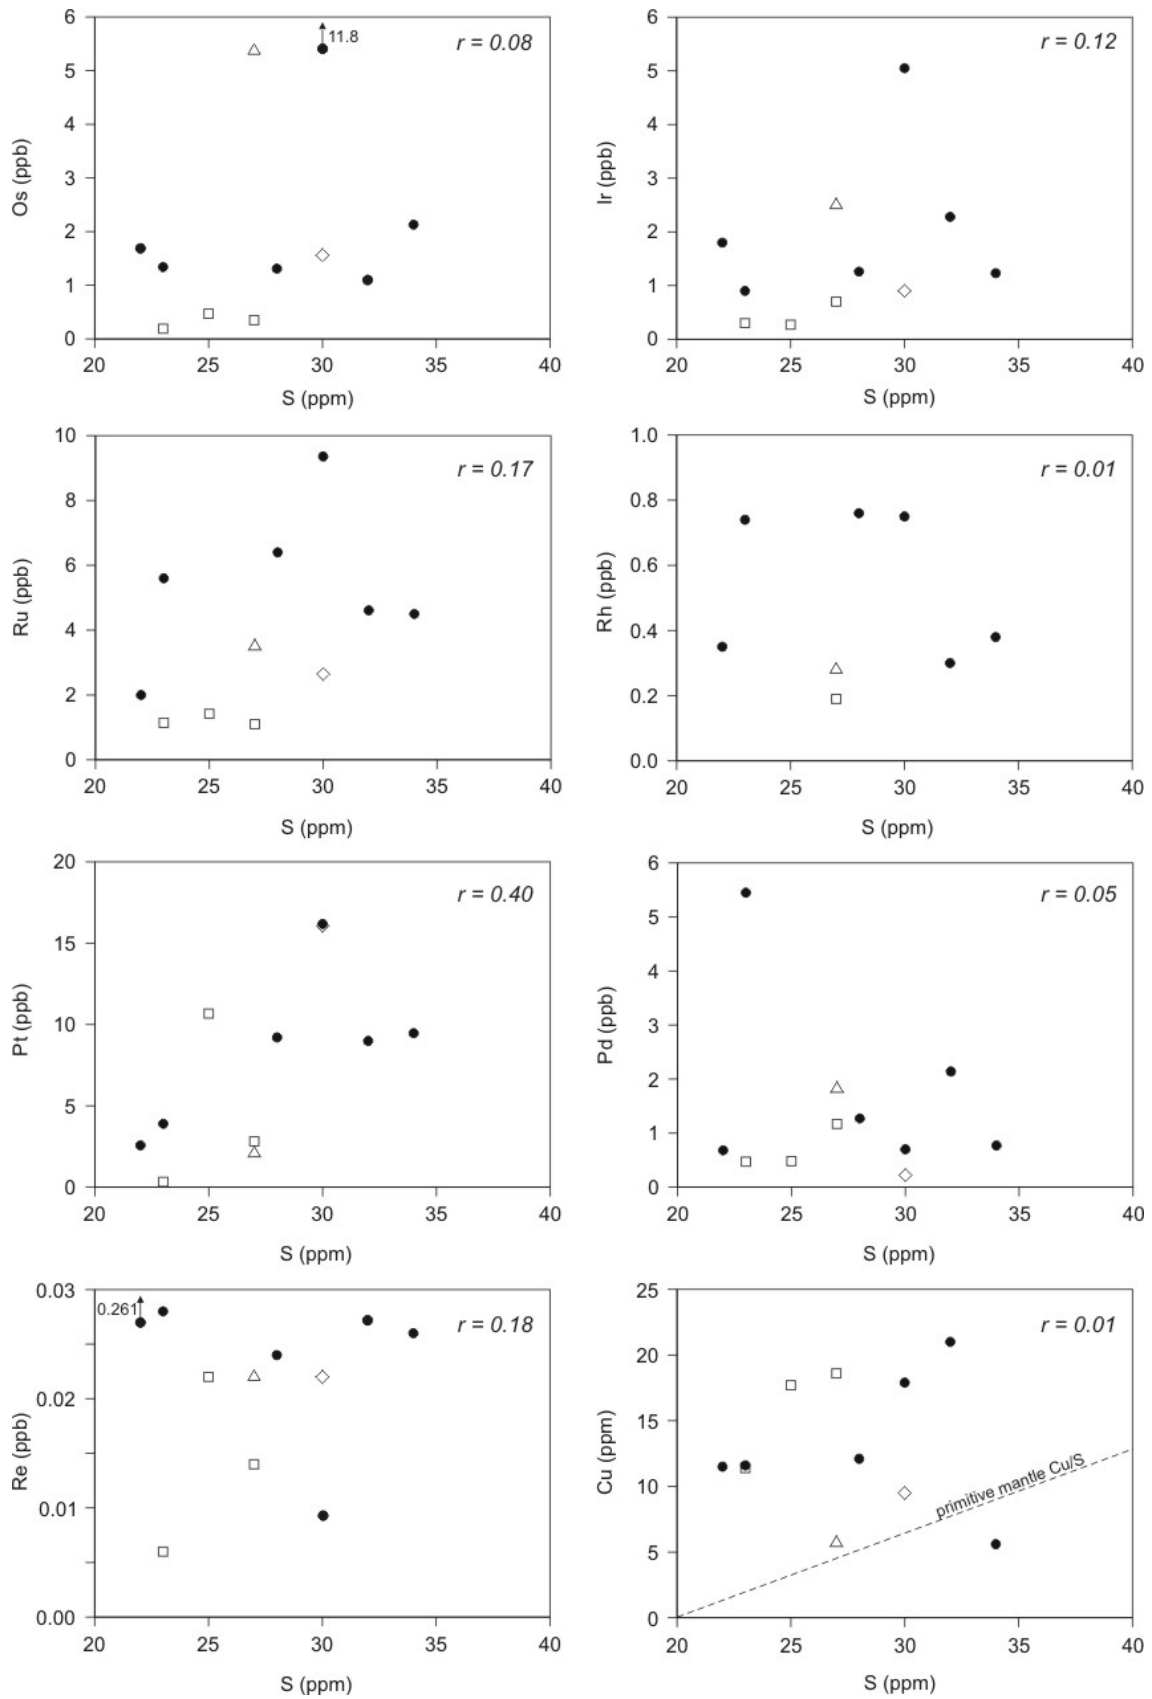 6
5
4
3
2
1
0
Os (ppb)
11.8
r = 0.08
20 25 30 35 40
S (ppm)
6
5
4
3
2
1
0
Ir (ppb)
r = 0.12
20 25 30 35 40
S (ppm)
10
8
6
4
2
0
Ru (ppb)
r = 0.17
20 25 30 35 40
S (ppm)
1.0
0.8
0.6
0.4
0.2
0.0
Rh (ppb)
r = 0.01
20 25 30 35 40
S (ppm)
20
15
10
5
0
Pt (ppb)
r = 0.40
20 25 30 35 40
S (ppm)
6
5
4
3
2
1
0
Pd (ppb)
r = 0.05
20 25 30 35 40
S (ppm)
0.03
0.02
0.01
0.00
Re (ppb)
0.261
r = 0.18
20 25 30 35 40
S (ppm)
25
20
15
10
5
0
Cu (ppm)
r = 0.01
primitive mantle Cu/S
20 25 30 35 40
S (ppm)